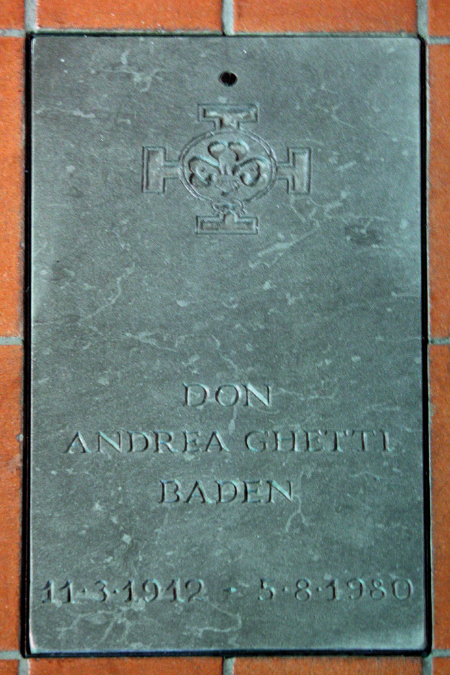 DON
ANDREA GHETTI
BADEN
11·3·1912 - 5·8·1980